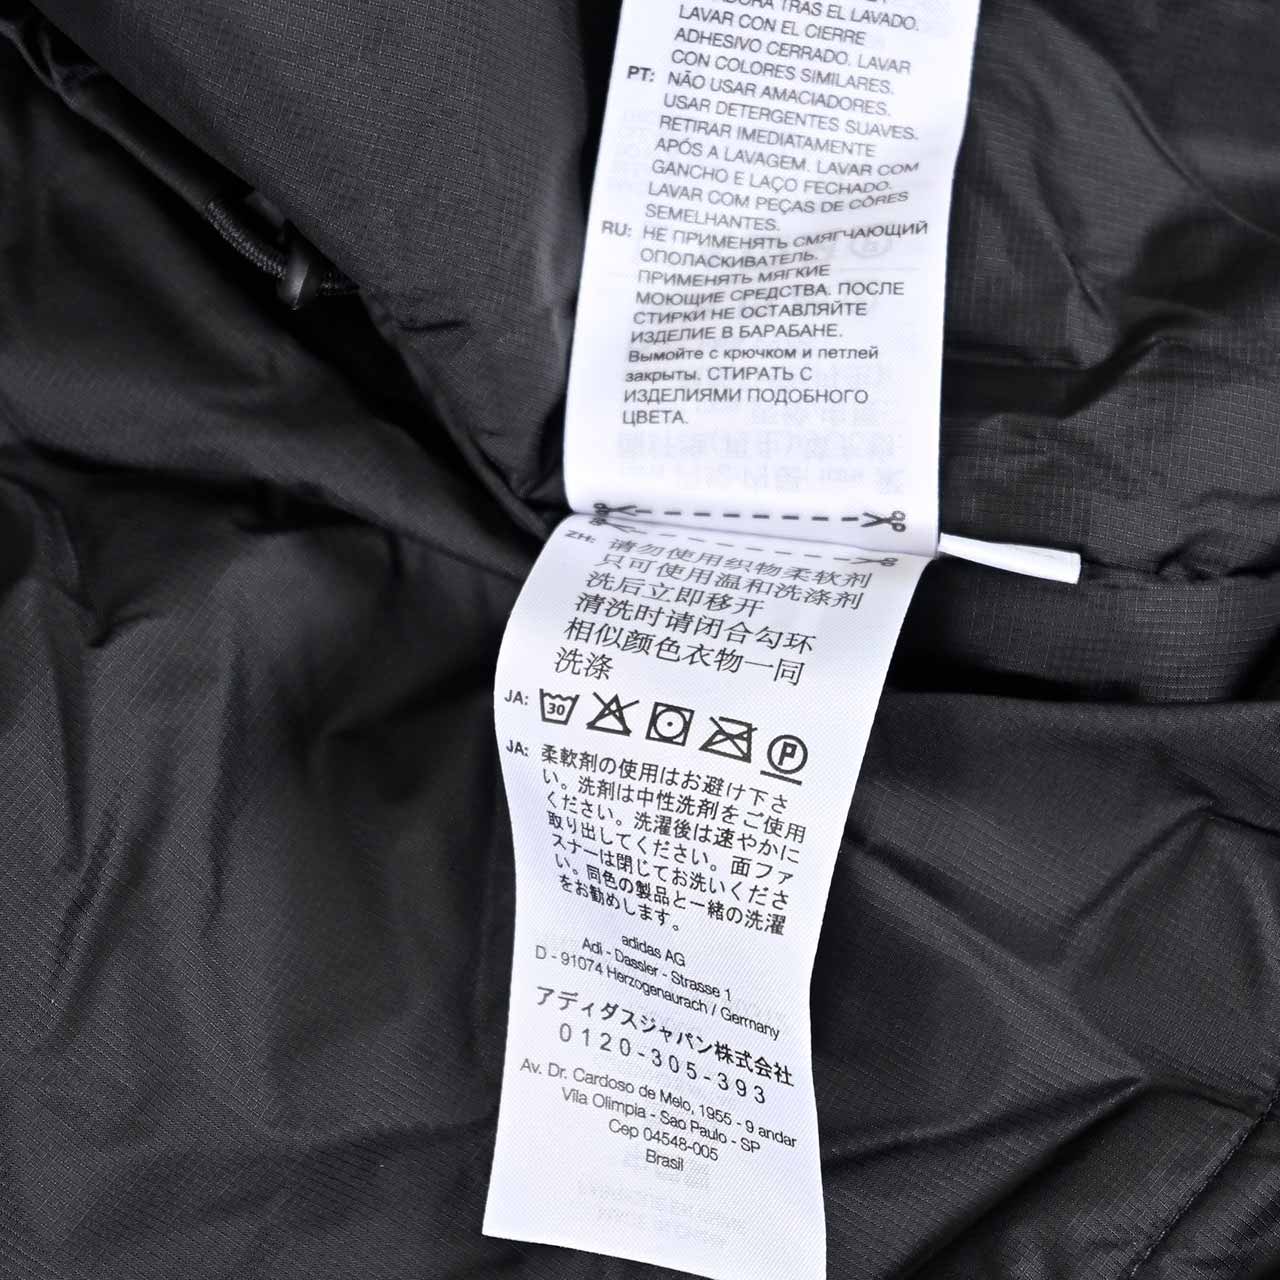 TRAS EL LAVADO.
LAVAR CON EL CIERRE
ADHESIVO CERRADO. LAVAR
CON COLORES SIMILARES.
PT: NÃO USAR AMACIADORES.
USAR DETERGENTES SUAVES.
RETIRAR IMEDIATAMENTE
APÓS A LAVAGEM. LAVAR COM
GANCHO E LAÇO FECHADO.
LAVAR COM PEÇAS DE CÔRES
SEMELHANTES.
RU: НЕ ПРИМЕНЯТЬ СМЯГЧАЮЩИЙ
ОПОЛАСКИВАТЕЛЬ.
ПРИМЕНЯТЬ МЯГКИЕ
МОЮЩИЕ СРЕДСТВА. ПОСЛЕ
СТИРКИ НЕ ОСТАВЛЯЙТЕ
ИЗДЕЛИЕ В БАРАБАНЕ.
Вымойте с крючком и петлей
закрыты. СТИРАТЬ С
ИЗДЕЛИЯМИ ПОДОБНОГО
ЦВЕТА.
ZH: 请勿使用织物柔软剂
只可使用温和洗涤剂
洗后立即移开
清洗时请闭合勾环
相似颜色衣物一同
洗涤
JA: 30 P
JA: 柔軟剤の使用はお避け下さ
い。洗剤は中性洗剤をご使用
ください。洗濯後は速やかに
取り出してください。面ファ
スナーは閉じてお洗いくださ
い。同色の製品と一緒の洗濯
をお勧めします。
adidas AG
Adi - Dassler - Strasse 1
D - 91074 Herzogenaurach / Germany
アディダスジャパン株式会社
0120-305-393
Av. Dr. Cardoso de Melo, 1955 - 9 andar
Vila Olimpia - Sao Paulo - SP
Cep 04548-005
Brasil